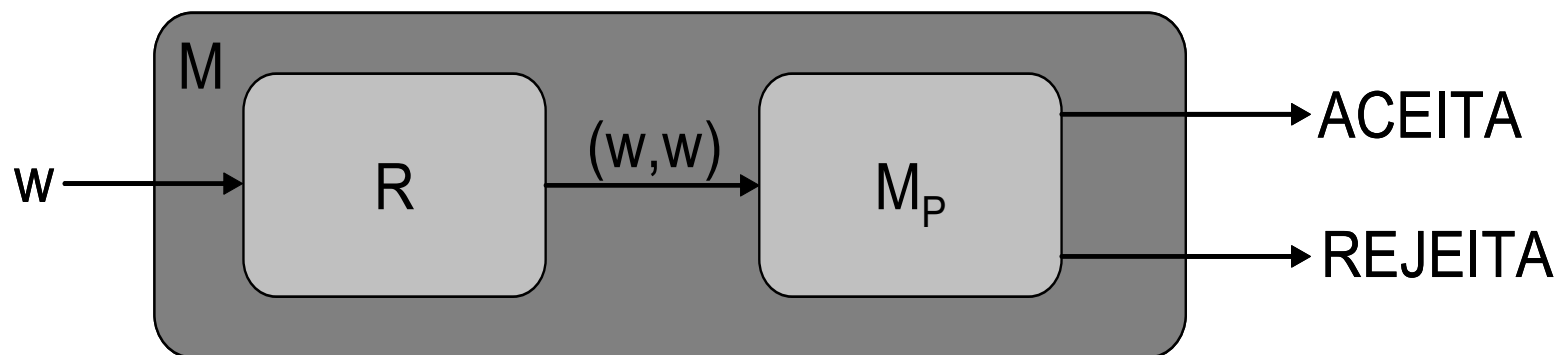 M
w
R
(w,w)
M_P
ACEITA
REJEITA